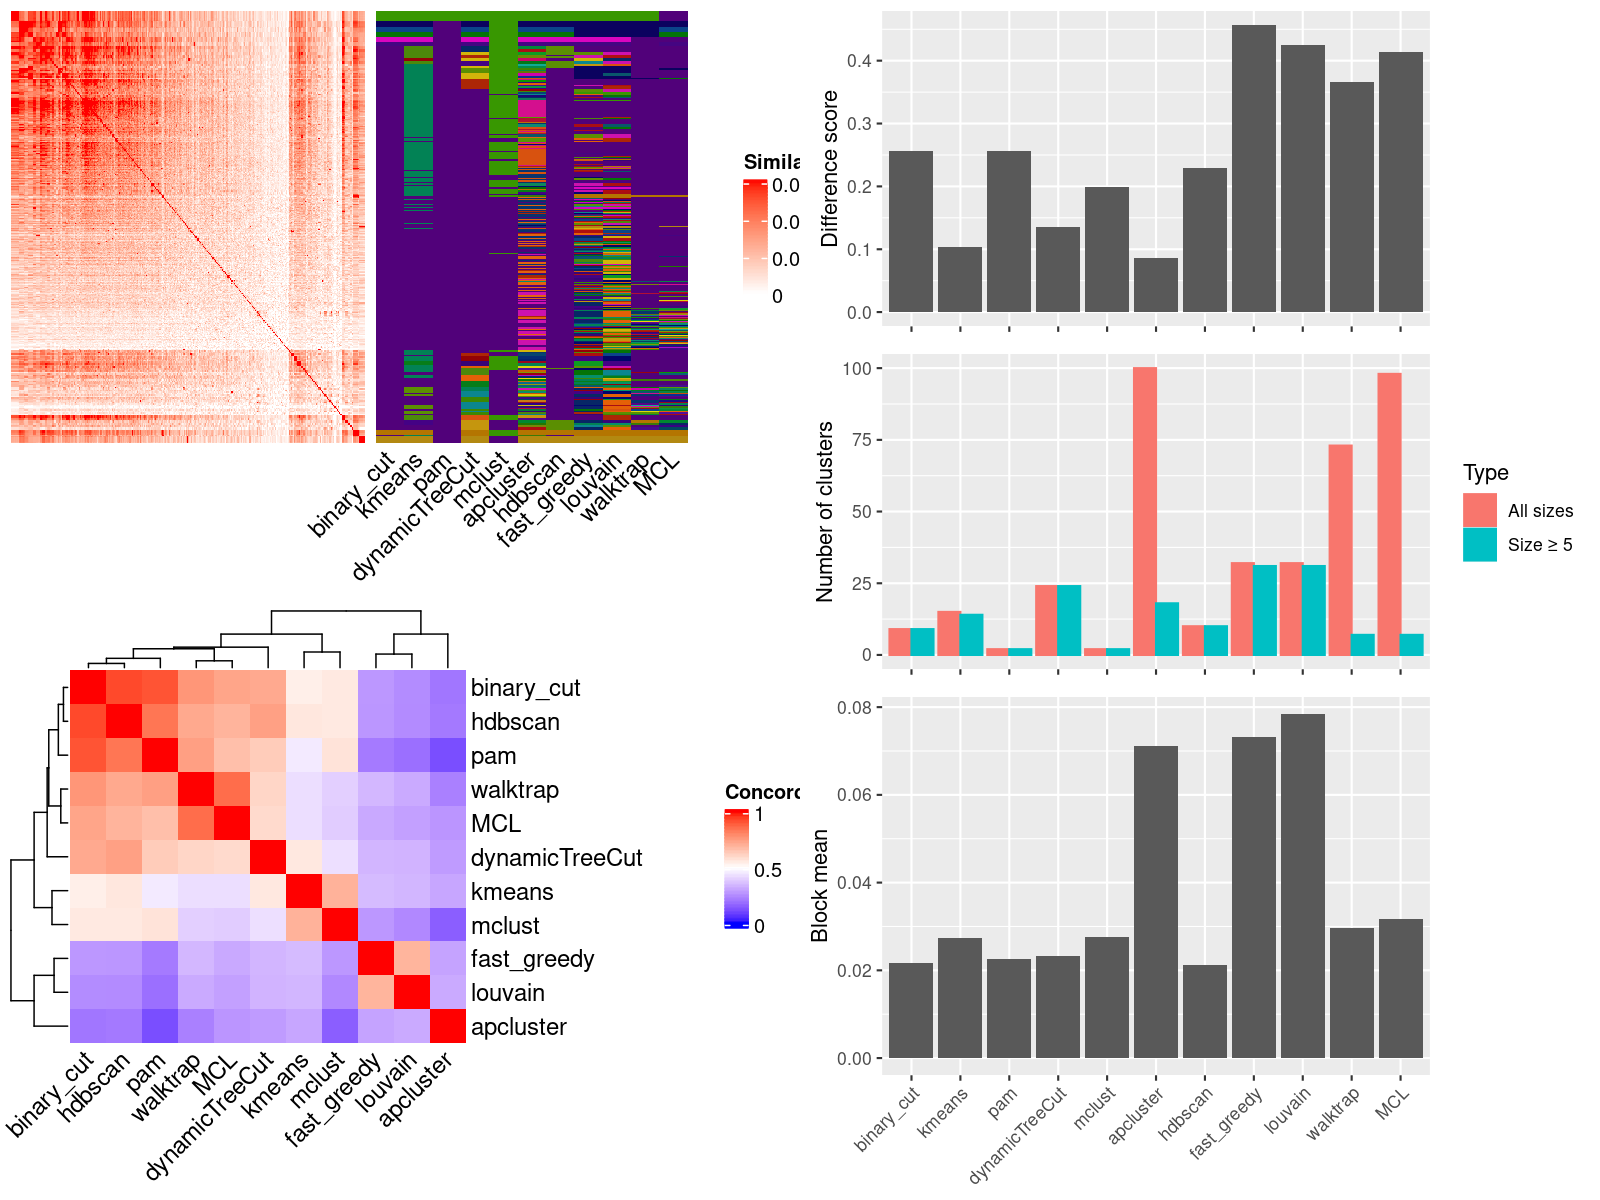 Simila
0.0
0.0
0.0
0
binary_cut
kmeans
pam
dynamicTreeCut
mclust
apcluster
hdbscan
fast_greedy
louvain
walktrap
MCL
binary_cut
hdbscan
pam
walktrap
MCL
dynamicTreeCut
kmeans
mclust
fast_greedy
louvain
apcluster
binary_cut
hdbscan
pam
walktrap
MCL
dynamicTreeCut
kmeans
mclust
fast_greedy
louvain
apcluster
Concord
1
0.5
0
Difference score
0.4
0.3
0.2
0.1
0.0
Number of clusters
100
75
50
25
0
Type
All sizes
Size ≥ 5
Block mean
0.08
0.06
0.04
0.02
0.00
binary_cut
kmeans
pam
dynamicTreeCut
mclust
apcluster
hdbscan
fast_greedy
louvain
walktrap
MCL